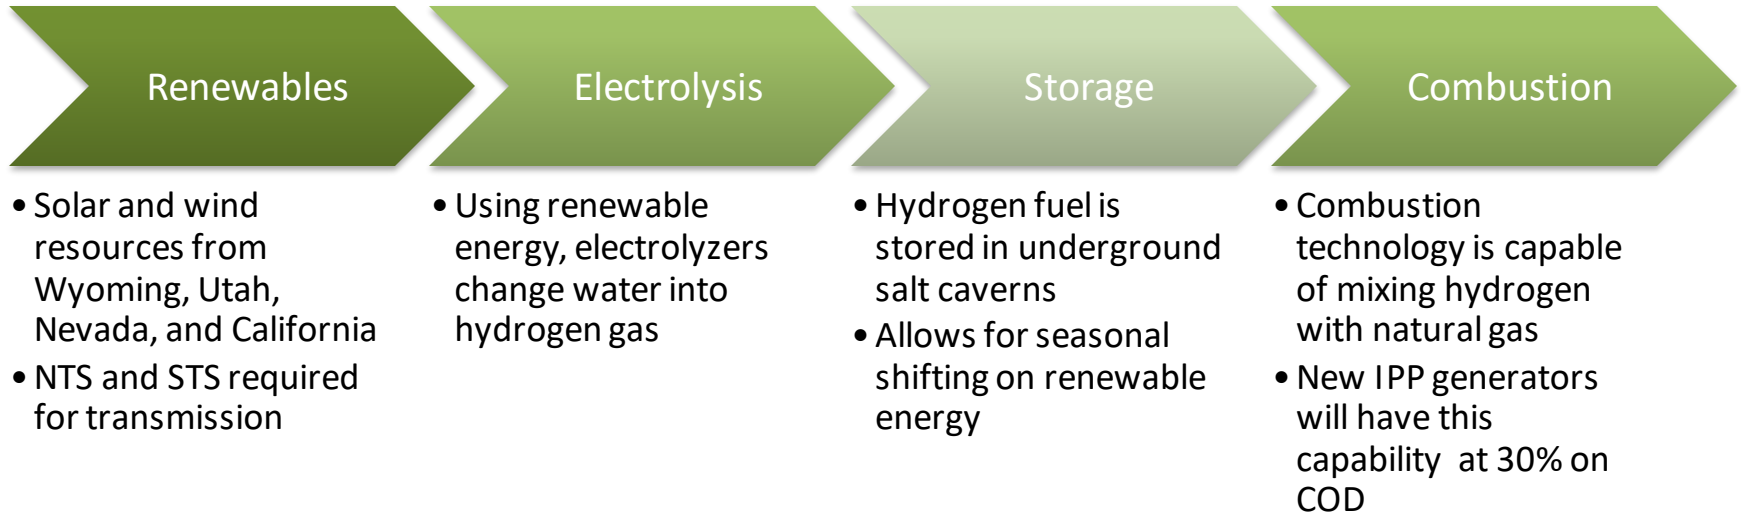 Renewables
• Solar and wind
resources from
Wyoming, Utah,
Nevada, and California
• NTS and STS required
for transmission
Electrolysis
• Using renewable
energy, electrolyzers
change water into
hydrogen gas
Storage
• Hydrogen fuel is
stored in underground
salt caverns
• Allows for seasonal
shifting on renewable
energy
Combustion
• Combustion
technology is capable
of mixing hydrogen
with natural gas
• New IPP generators
will have this
capability  at 30% on
COD